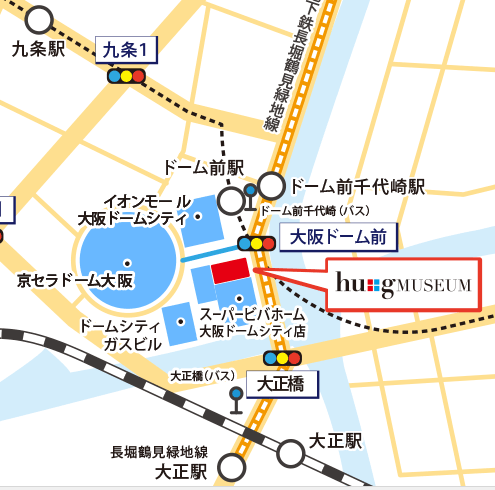 九条駅
九条1
下鉄長堀鶴見緑地線
ドーム前駅
ドーム前千代崎駅
イオンモール
大阪ドームシティ
ドーム前千代崎（バス）
大阪ドーム前
京セラドーム大阪
hu::g MUSEUM
スーパービバホーム
大阪ドームシティ店
ドームシティ
ガスビル
大正橋（バス）
大正橋
長堀鶴見緑地線
大正駅
大正駅